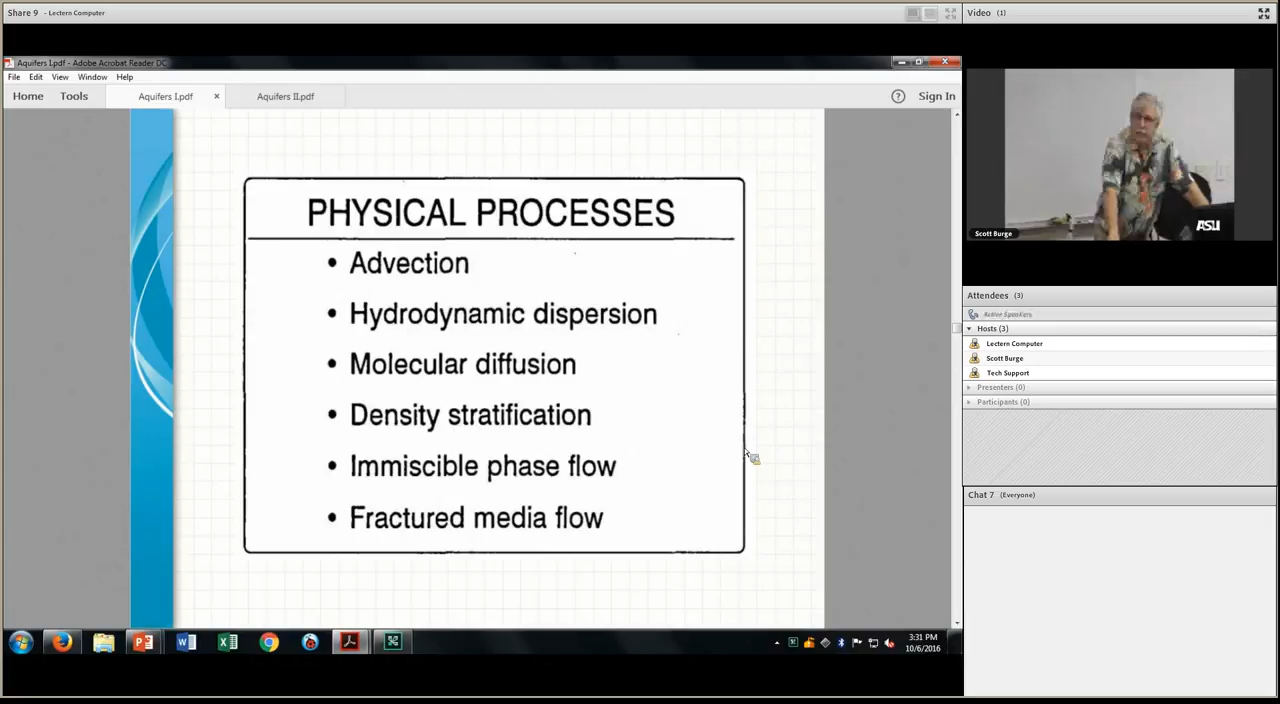 Share 9 - Lectern Computer
Video (1)
Aquifers I.pdf - Adobe Acrobat Reader DC
File Edit View Window Help
Home Tools Aquifers I.pdf × Aquifers II.pdf ? Sign In
PHYSICAL PROCESSES
• Advection
• Hydrodynamic dispersion
• Molecular diffusion
• Density stratification
• Immiscible phase flow
• Fractured media flow
3:31 PM
10/6/2016
ASU
Scott Burge
Attendees (3)
Active Speakers
Hosts (3)
Lectern Computer
Scott Burge
Tech Support
Presenters (0)
Participants (0)
Chat 7 (Everyone)